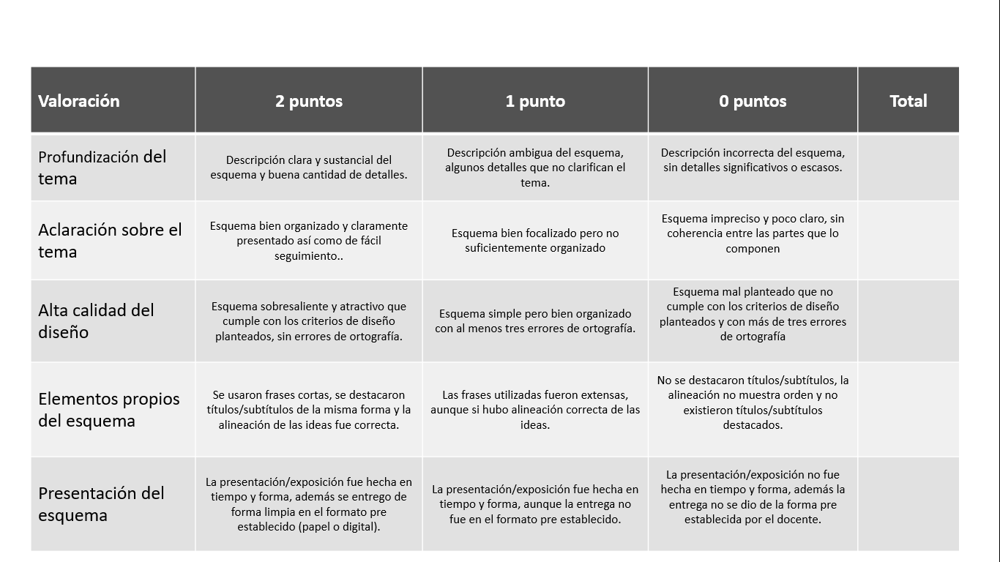 Valoración
2 puntos
1 punto
0 puntos
Total
Profundización del
tema
Descripción clara y sustancial del
esquema y buena cantidad de detalles.
Descripción ambigua del esquema,
algunos detalles que no clarifican el
tema.
Descripción incorrecta del esquema,
sin detalles significativos o escasos.
Aclaración sobre el
tema
Esquema bien organizado y claramente
presentado así como de fácil
seguimiento..
Esquema bien focalizado pero no
suficientemente organizado
Esquema impreciso y poco claro, sin
coherencia entre las partes que lo
componen
Alta calidad del
diseño
Esquema sobresaliente y atractivo que
cumple con los criterios de diseño
planteados, sin errores de ortografía.
Esquema simple pero bien organizado
con al menos tres errores de ortografía.
Esquema mal planteado que no
cumple con los criterios de diseño
planteados y con más de tres errores
de ortografía
Elementos propios
del esquema
Se usaron frases cortas, se destacaron
títulos/subtítulos de la misma forma y la
alineación de las ideas fue correcta.
Las frases utilizadas fueron extensas,
aunque si hubo alineación correcta de las
ideas.
No se destacaron títulos/subtítulos, la
alineación no muestra orden y no
existieron títulos/subtítulos
destacados.
Presentación del
esquema
La presentación/exposición fue hecha en
tiempo y forma, además se entrego de
forma limpia en el formato pre
establecido (papel o digital).
La presentación/exposición fue hecha en
tiempo y forma, aunque la entrega no
fue en el formato pre establecido.
La presentación/exposición no fue
hecha en tiempo y forma, además la
entrega no se dio de la forma pre
establecida por el docente.